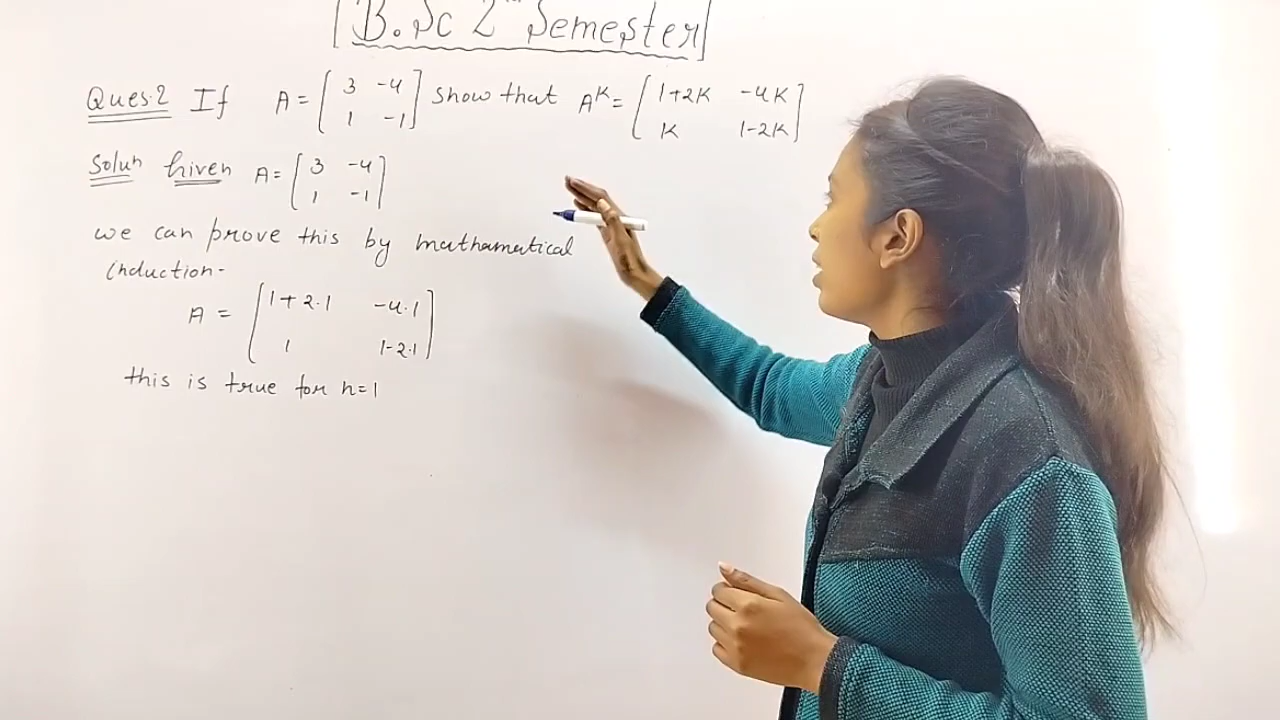 B.Sc 2nd Semester
Ques.2 If A = [3 -4 1 -1] show that A^K = [1+2K -4K K 1-2K]
Soluн Given A = [3 -4 1 -1]
we can prove this by mathamatical
induction-
A = [1+2.1 -4.1 1 1-2.1]
this is true for n=1